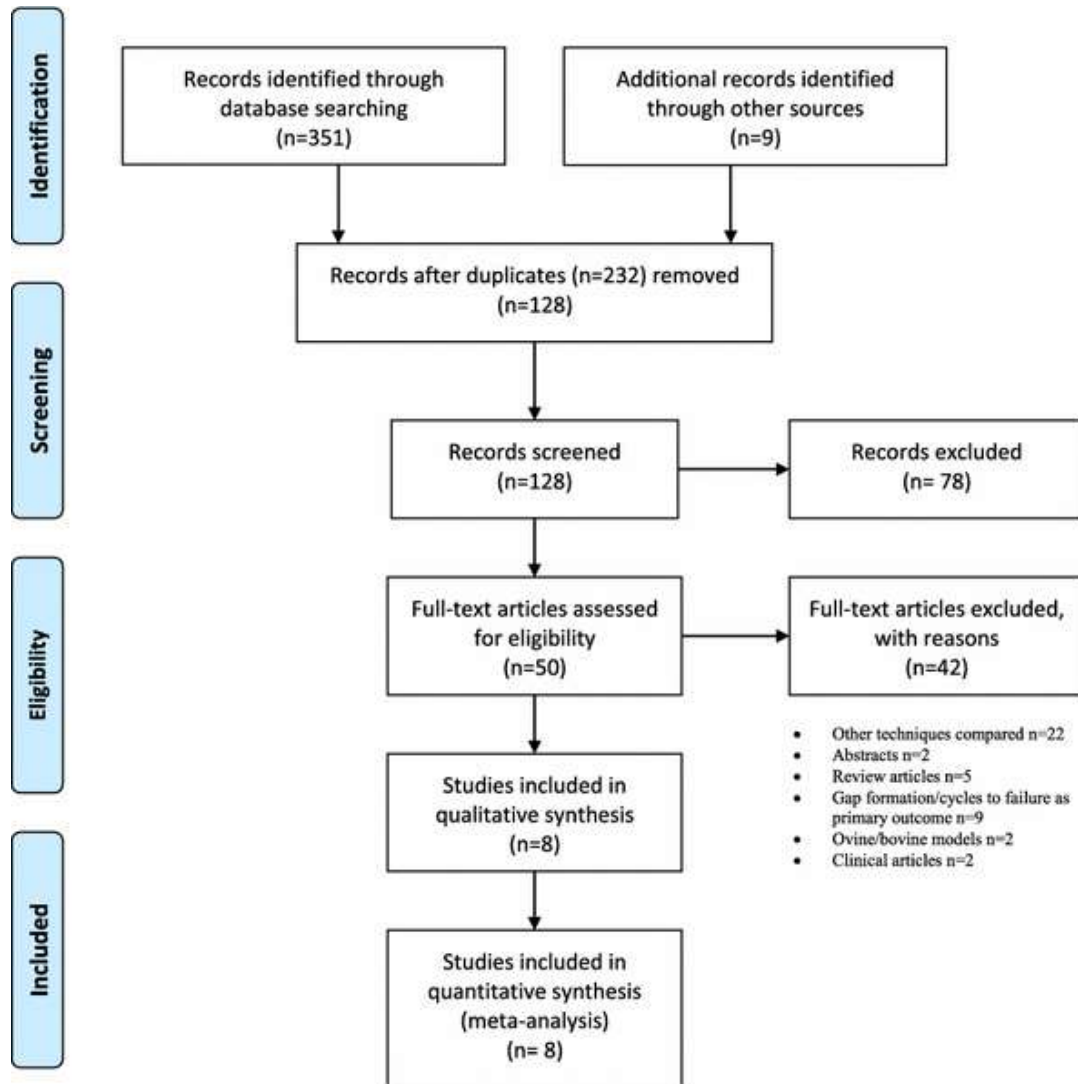 Identification
Records identified through
database searching
(n=351)
Additional records identified
through other sources
(n=9)
Records after duplicates (n=232) removed
(n=128)
Screening
Records screened
(n=128)
Records excluded
(n= 78)
Eligibility
Full-text articles assessed
for eligibility
(n=50)
Full-text articles excluded,
with reasons
(n=42)
• Other techniques compared n=22
• Abstracts n=2
• Review articles n=5
• Gap formation/cycles to failure as
primary outcome n=9
• Ovine/bovine models n=2
• Clinical articles n=2
Studies included in
qualitative synthesis
(n=8)
Included
Studies included in
quantitative synthesis
(meta-analysis)
(n= 8)